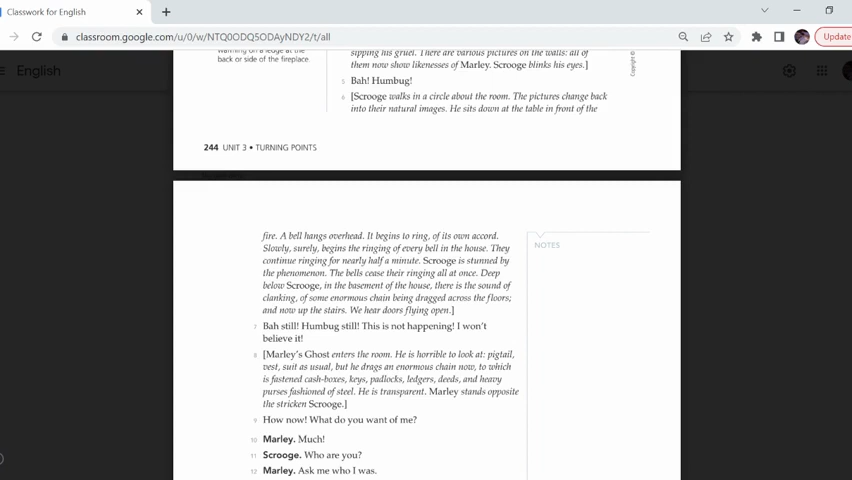 Classwork for English
classroom.google.com/u/0/w/NTQ0ODQ5ODAyNDY2/t/all
Update
English
warming on a ledge at the
back or side of the fireplace.
sipping his gruel. There are various pictures on the walls: all of
them now show likenesses of Marley. Scrooge blinks his eyes.]
5 Bah! Humbug!
6 [Scrooge walks in a circle about the room. The pictures change back
into their natural images. He sits down at the table in front of the
Copyright ©
244 UNIT 3 • TURNING POINTS
NOTES
fire. A bell hangs overhead. It begins to ring, of its own accord.
Slowly, surely, begins the ringing of every bell in the house. They
continue ringing for nearly half a minute. Scrooge is stunned by
the phenomenon. The bells cease their ringing all at once. Deep
below Scrooge, in the basement of the house, there is the sound of
clanking, of some enormous chain being dragged across the floors;
and now up the stairs. We hear doors flying open.]
7 Bah still! Humbug still! This is not happening! I won't
believe it!
8 [Marley's Ghost enters the room. He is horrible to look at: pigtail,
vest, suit as usual, but he drags an enormous chain now, to which
is fastened cash-boxes, keys, padlocks, ledgers, deeds, and heavy
purses fashioned of steel. He is transparent. Marley stands opposite
the stricken Scrooge.]
9 How now! What do you want of me?
10 Marley. Much!
11 Scrooge. Who are you?
12 Marley. Ask me who I was.